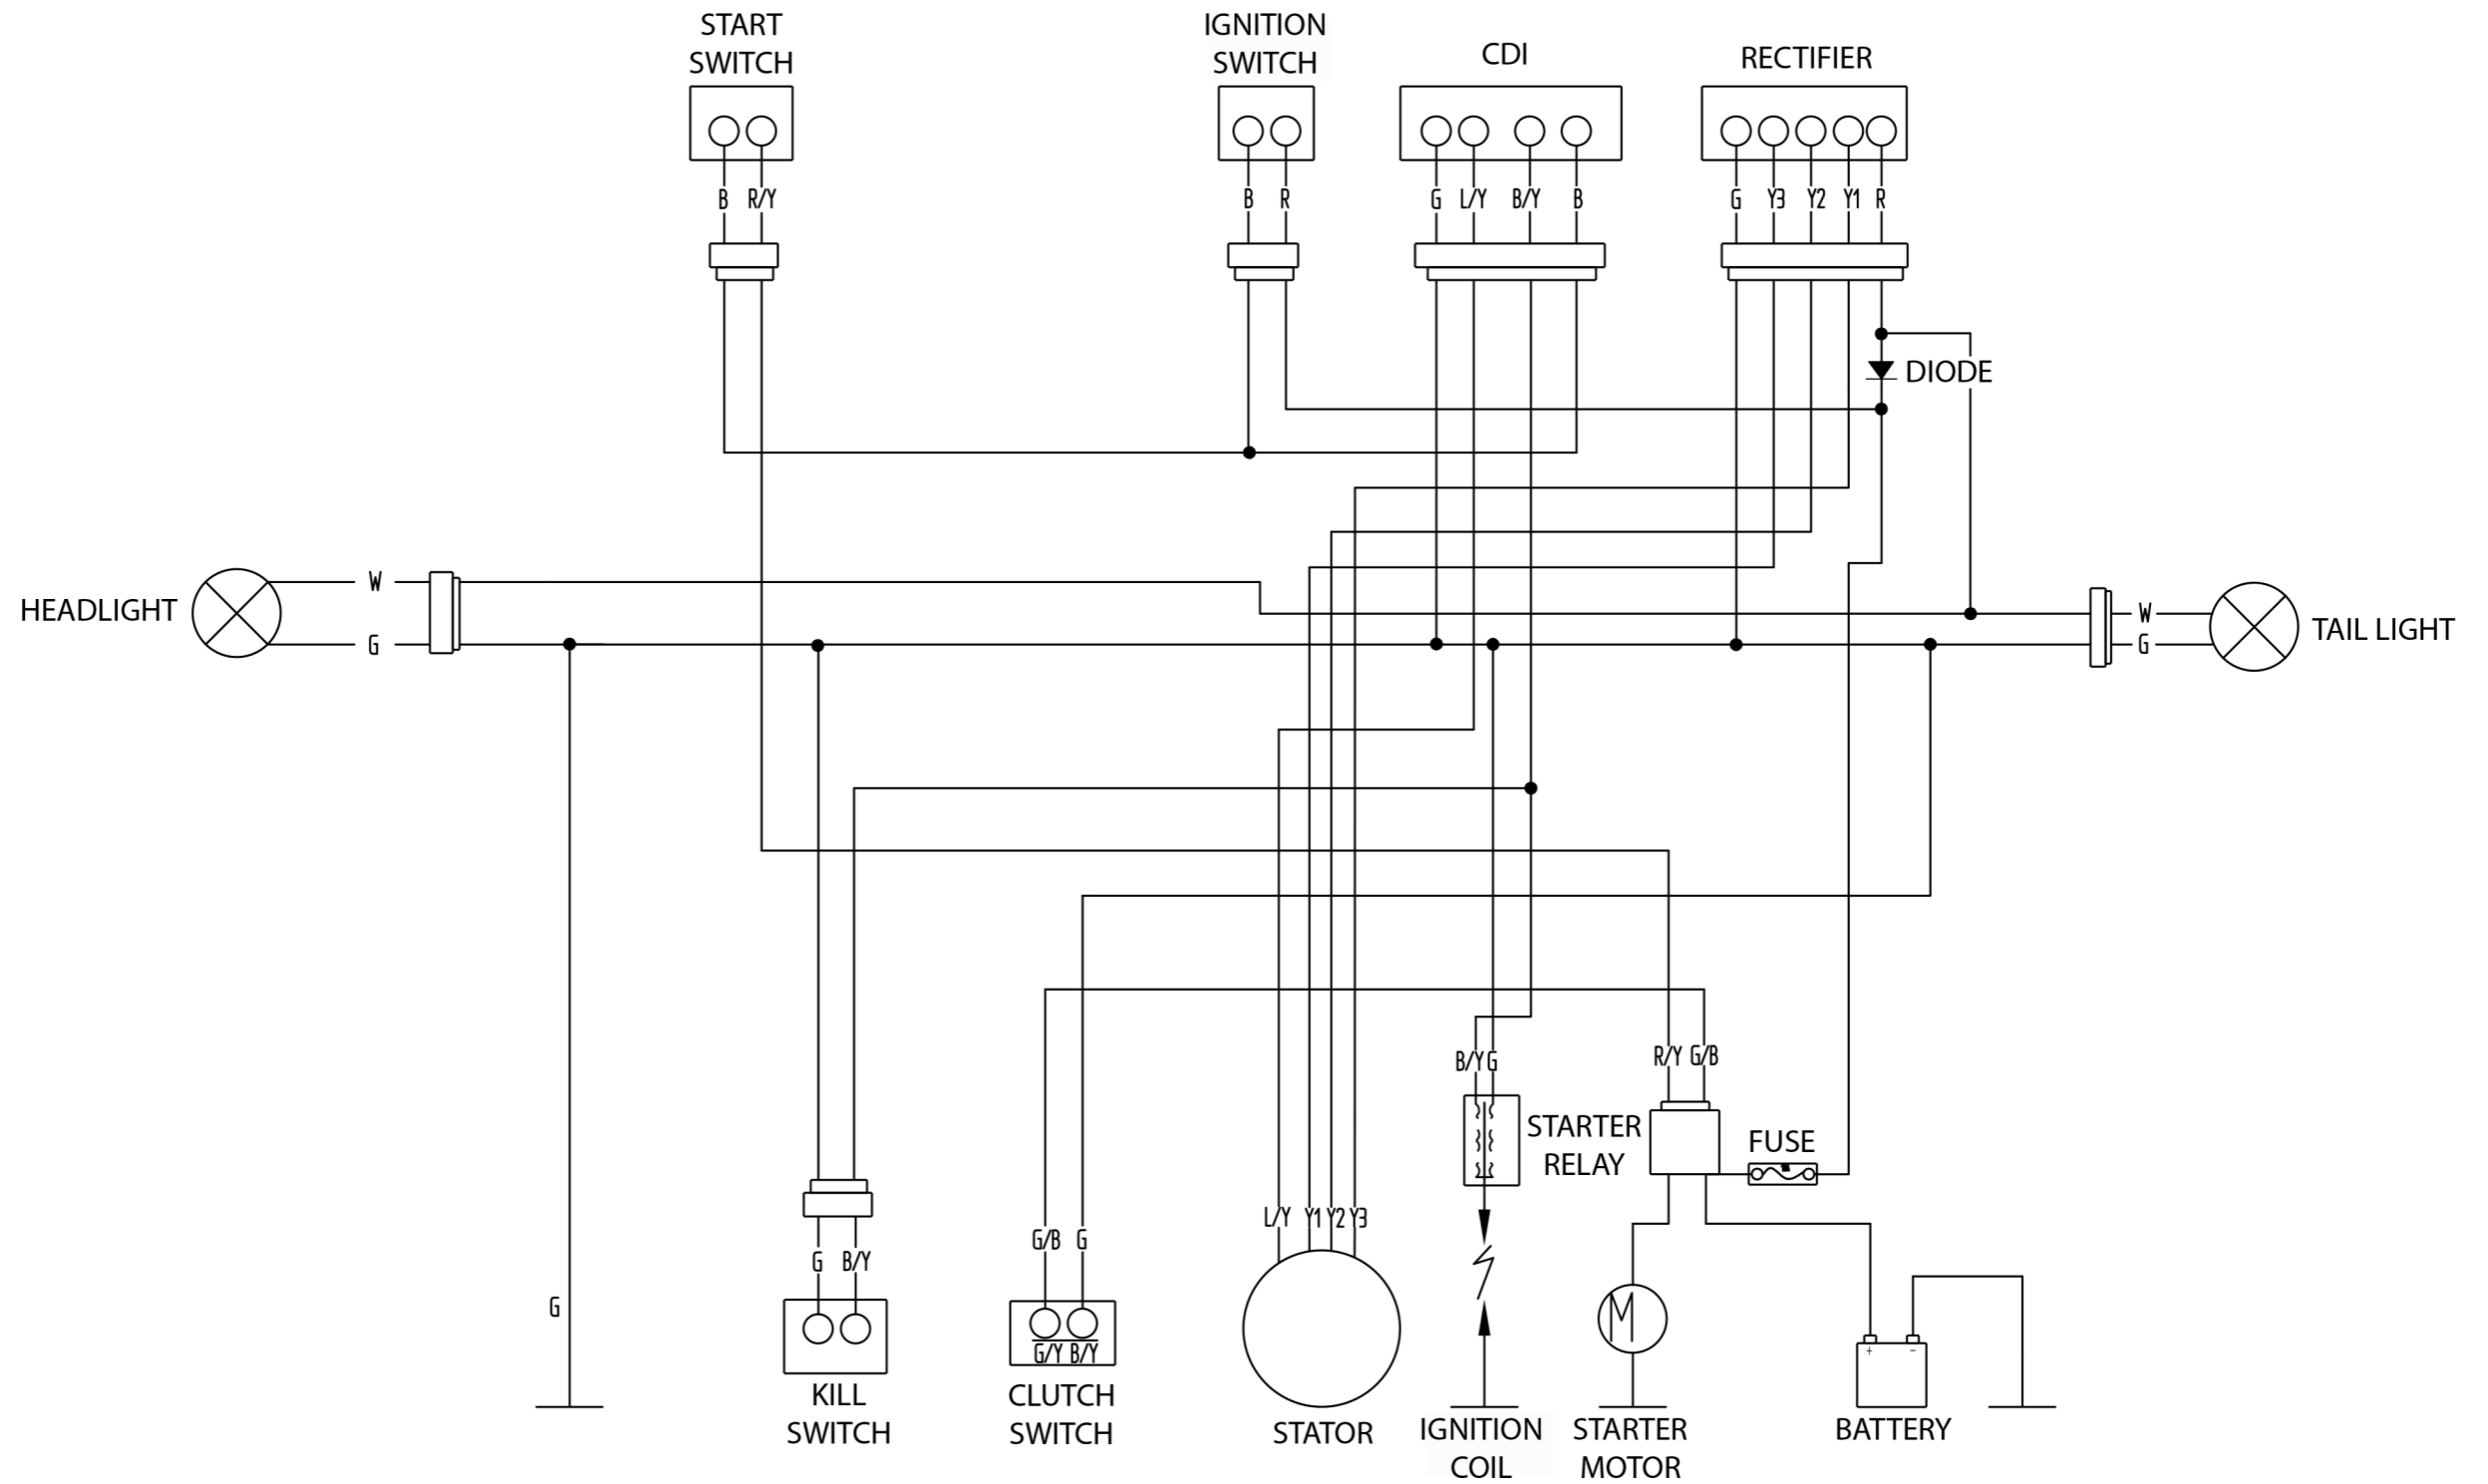 START
SWITCH
IGNITION
SWITCH
CDI
RECTIFIER
B R/Y
B R
G L/Y B/Y B
G Y3 Y2 Y1 R
DIODE
HEADLIGHT
W
G
W
G
TAIL LIGHT
B/Y G
R/Y G/B
STARTER
RELAY
FUSE
L/Y Y1 Y2 Y3
G/B G
G B/Y
G
M
G/Y B/Y
+ -
KILL
SWITCH
CLUTCH
SWITCH
STATOR
IGNITION
COIL
STARTER
MOTOR
BATTERY